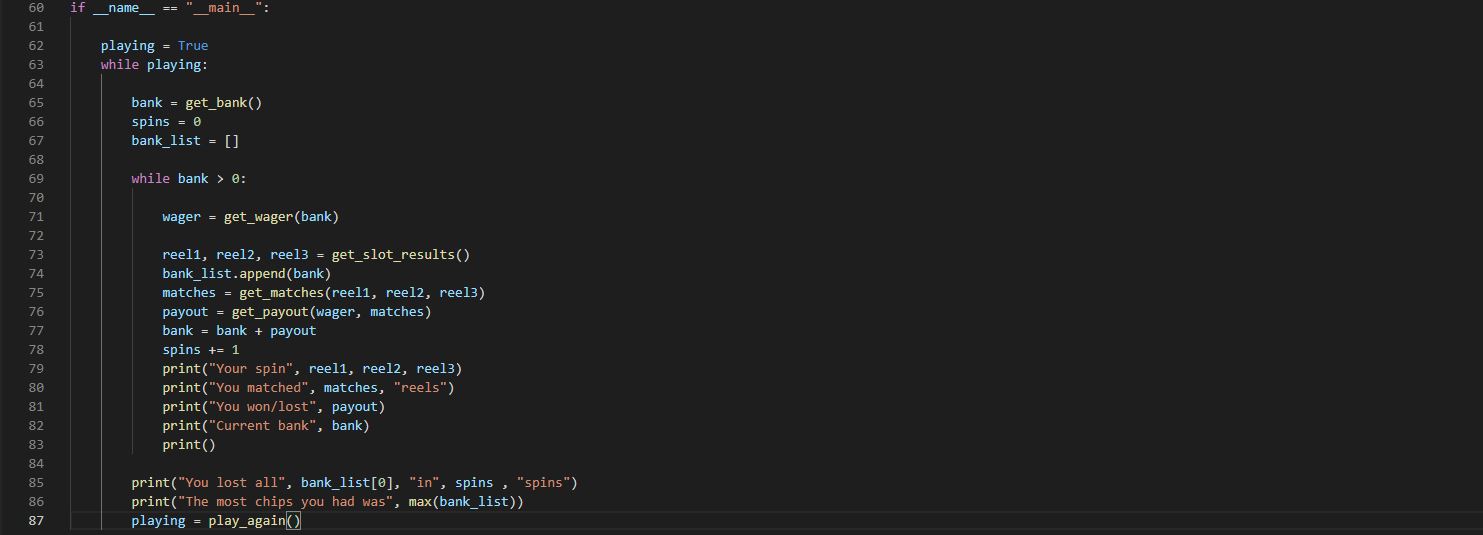 60 if __name__ == "__main__":
61
62     playing = True
63     while playing:
64
65         bank = get_bank()
66         spins = 0
67         bank_list = []
68
69         while bank > 0:
70
71             wager = get_wager(bank)
72
73             reel1, reel2, reel3 = get_slot_results()
74             bank_list.append(bank)
75             matches = get_matches(reel1, reel2, reel3)
76             payout = get_payout(wager, matches)
77             bank = bank + payout
78             spins += 1
79             print("Your spin", reel1, reel2, reel3)
80             print("You matched", matches, "reels")
81             print("You won/lost", payout)
82             print("Current bank", bank)
83             print()
84
85         print("You lost all", bank_list[0], "in", spins , "spins")
86         print("The most chips you had was", max(bank_list))
87         playing = play_again()